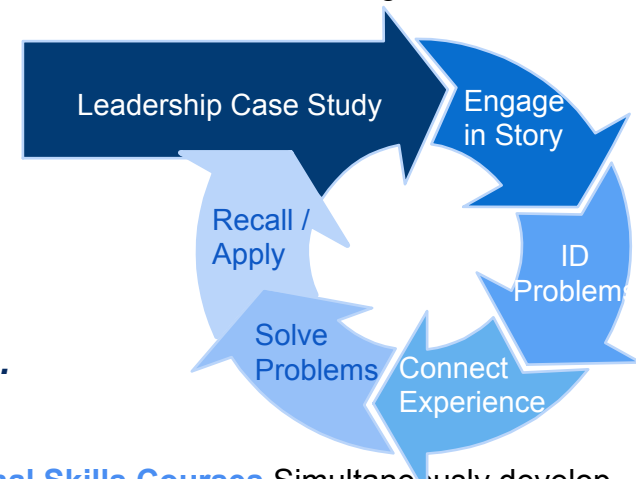 Leadership Case Study
Engage
in Story
ID
Problems
Connect
Experience
Solve
Problems
Recall /
Apply
.
Skills Courses Simultaneously develop